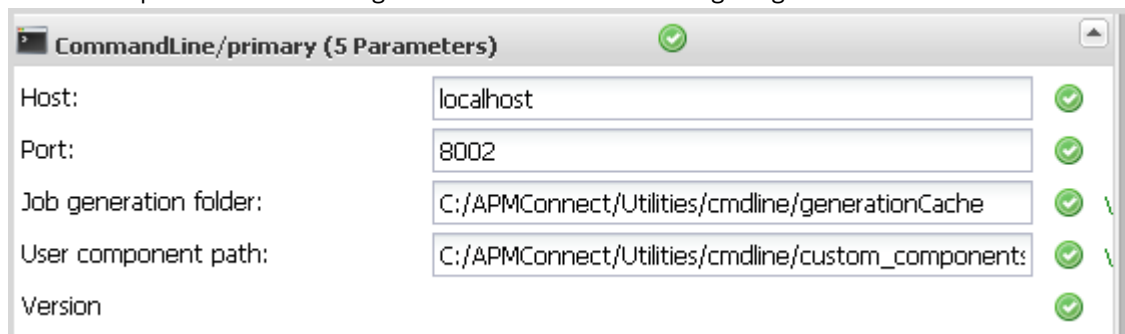 CommandLine/primary (5 Parameters)
Host: localhost
Port: 8002
Job generation folder: C:/APMConnect/Utilities/cmdline/generationCache
User component path: C:/APMConnect/Utilities/cmdline/custom_components
Version